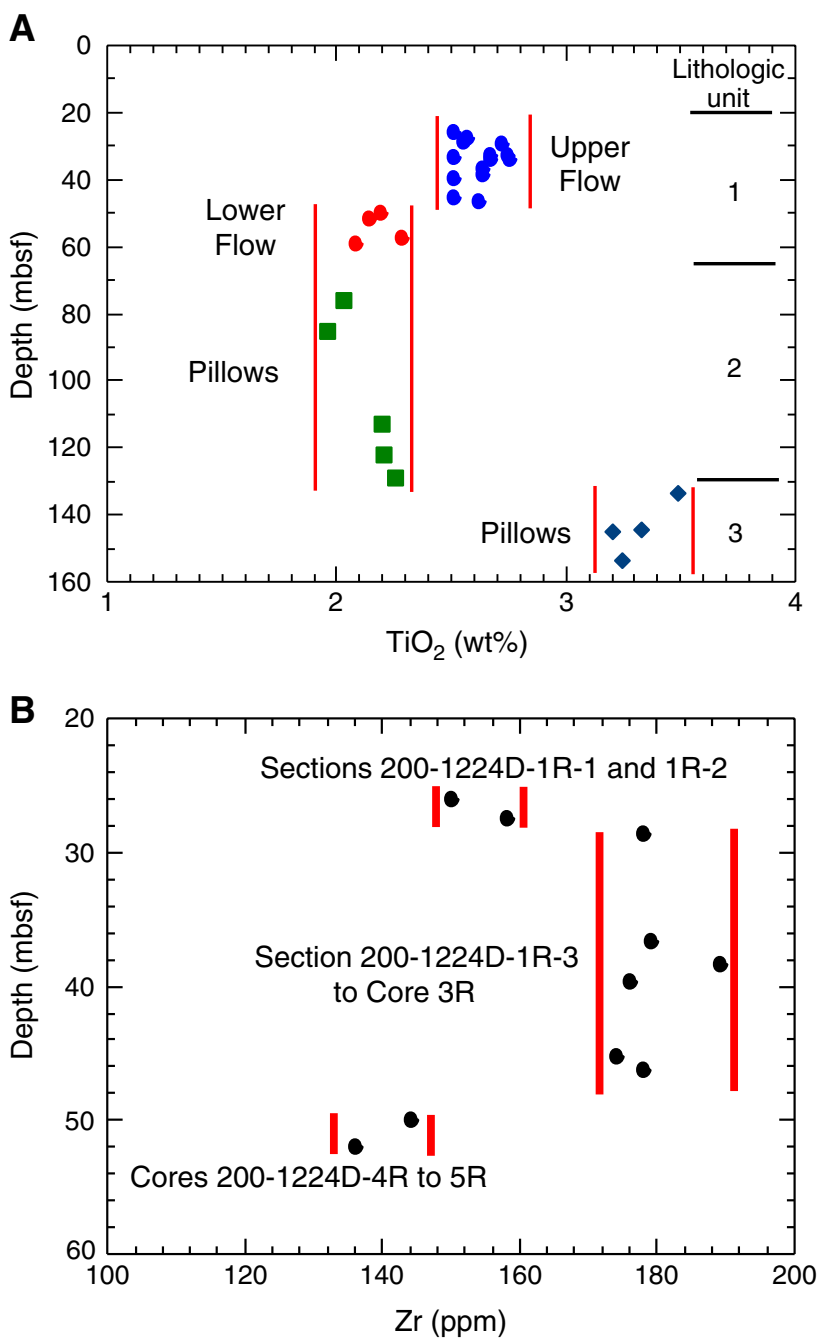 A
0
20
40
60
80
100
120
140
160
Depth (mbsf)
Lithologic
unit
1
2
3
Upper
Flow
Lower
Flow
Pillows
Pillows
1
2
3
4
TiO2 (wt%)
B
20
30
40
50
60
Depth (mbsf)
Sections 200-1224D-1R-1 and 1R-2
Section 200-1224D-1R-3
to Core 3R
Cores 200-1224D-4R to 5R
100
120
140
160
180
200
Zr (ppm)